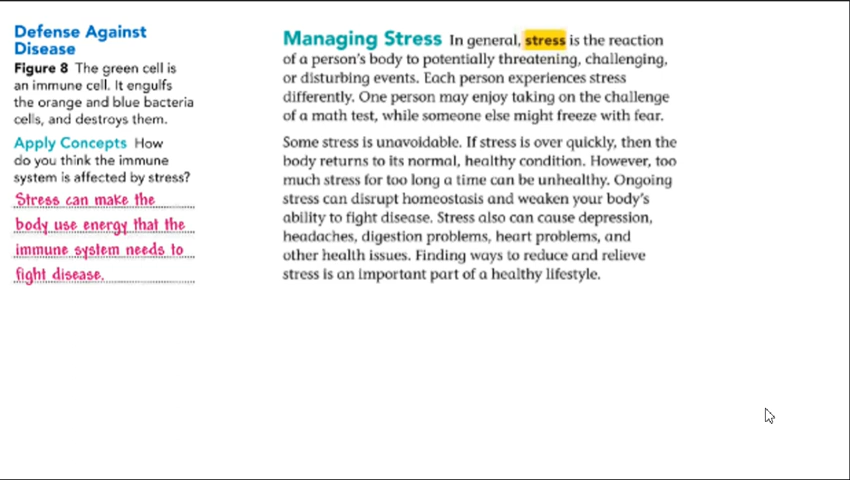 Defense Against
Disease
Figure 8 The green cell is
an immune cell. It engulfs
the orange and blue bacteria
cells, and destroys them.
Apply Concepts How
do you think the immune
system is affected by stress?
Stress can make the
body use energy that the
immune system needs to
fight disease.
Managing Stress In general, stress is the reaction
of a person's body to potentially threatening, challenging,
or disturbing events. Each person experiences stress
differently. One person may enjoy taking on the challenge
of a math test, while someone else might freeze with fear.
Some stress is unavoidable. If stress is over quickly, then the
body returns to its normal, healthy condition. However, too
much stress for too long a time can be unhealthy. Ongoing
stress can disrupt homeostasis and weaken your body's
ability to fight disease. Stress also can cause depression,
headaches, digestion problems, heart problems, and
other health issues. Finding ways to reduce and relieve
stress is an important part of a healthy lifestyle.